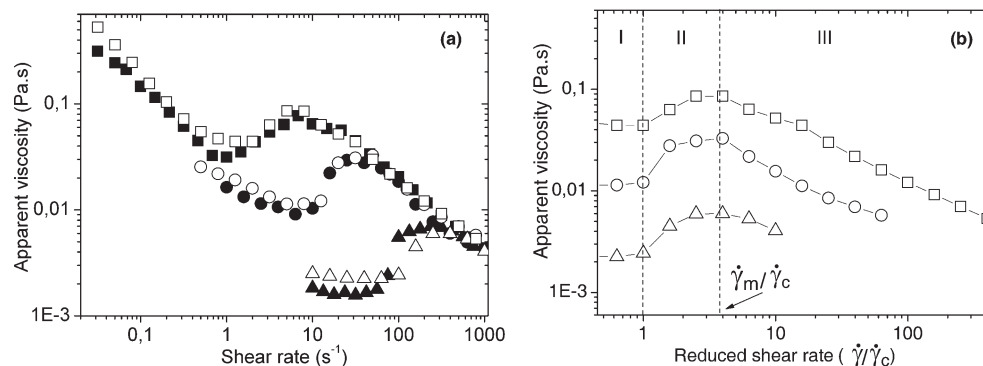 (a)
Apparent viscosity (Pa.s)
0,1
0,01
1E-3
0,1 1 10 100 1000
Shear rate (s⁻¹)
I II III (b)
Apparent viscosity (Pa.s)
0,1
0,01
1E-3
γ̇m/γ̇c
1 10 100
Reduced shear rate ( γ̇/γ̇c)